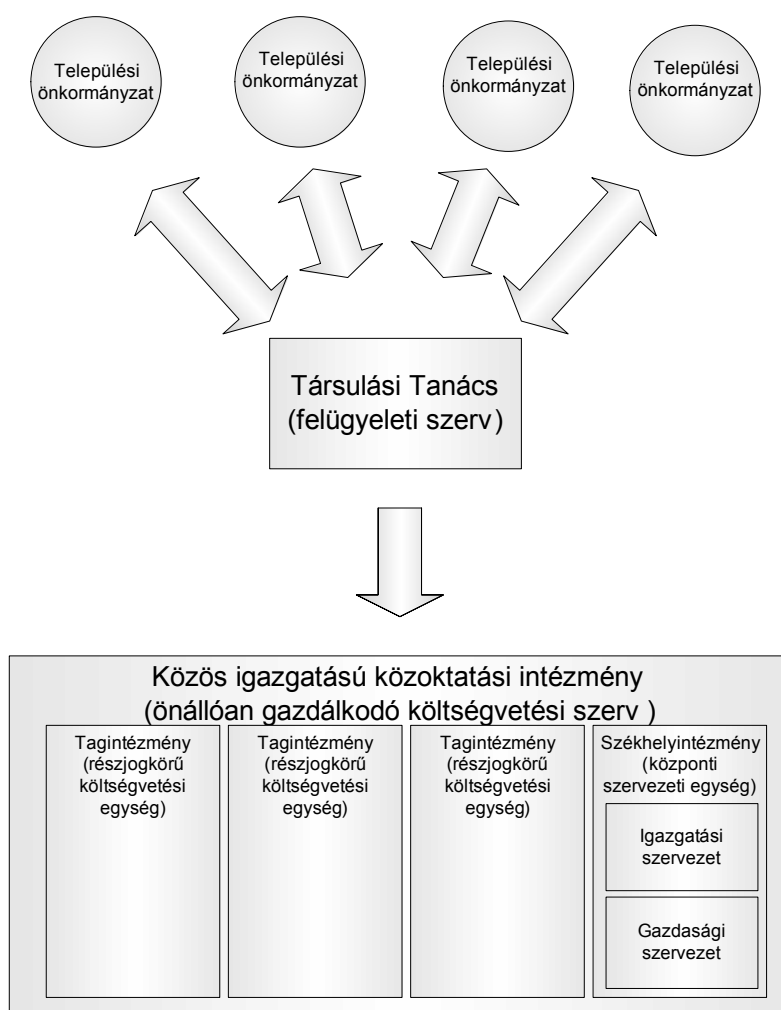 Települési
önkormányzat
Települési
önkormányzat
Települési
önkormányzat
Települési
önkormányzat
Társulási Tanács
(felügyeleti szerv)
Közös igazgatású közoktatási intézmény
(önállóan gazdálkodó költségvetési szerv )
Tagintézmény
(részjogkörű
költségvetési
egység)
Tagintézmény
(részjogkörű
költségvetési
egység)
Tagintézmény
(részjogkörű
költségvetési
egység)
Székhelyintézmény
(központi
szervezeti egység)
Igazgatási
szervezet
Gazdasági
szervezet